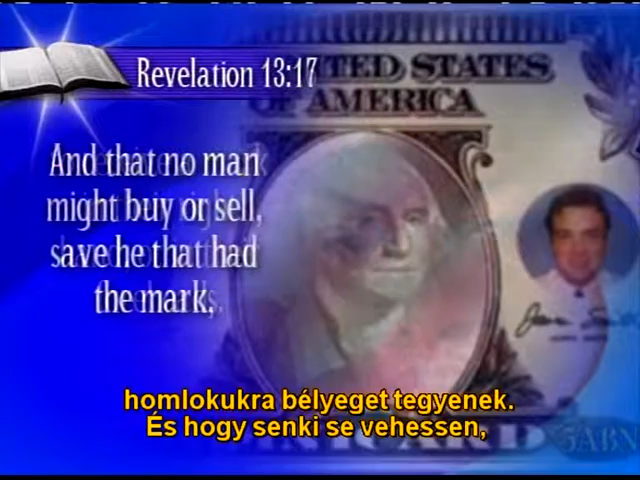 Revelation 13:17
UNITED STATES
OF AMERICA
And that no man
might buy or sell,
save he that had
the mark,
homlokukra bélyeget tegyenek.
És hogy senki se vehessen,